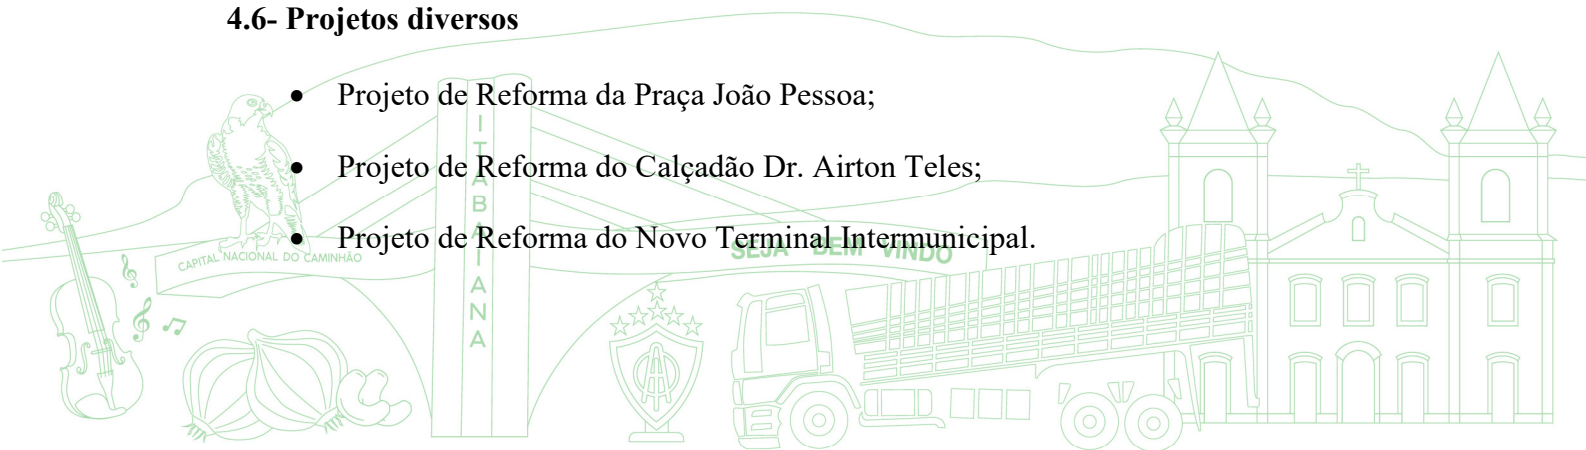 4.6- Projetos diversos
• Projeto de Reforma da Praça João Pessoa;
• Projeto de Reforma do Calçadão Dr. Airton Teles;
• Projeto de Reforma do Novo Terminal Intermunicipal.
CAPITAL NACIONAL DO CAMINHÃO
ITABAIANA
SEJA BEM ViNDO